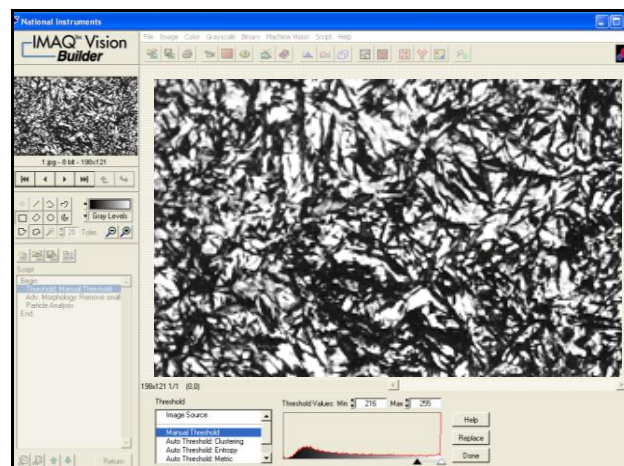 National Instruments
IMAQ™ Vision
Builder
File Image Color Grayscale Binary Machine Vision Script Help
1.jpg - 8 bit - 198x121
Gray Levels
20 Toler.
Script
Begin
Threshold: Manual Threshold
Adv. Morphology: Remove small
Particle Analysis
End
Return
198x121 1/1 (0,0)
Threshold
Image Source
Manual Threshold
Auto Threshold: Clustering
Auto Threshold: Entropy
Auto Threshold: Metric
Threshold Values: Min 216 Max 255
Help
Replace
Done